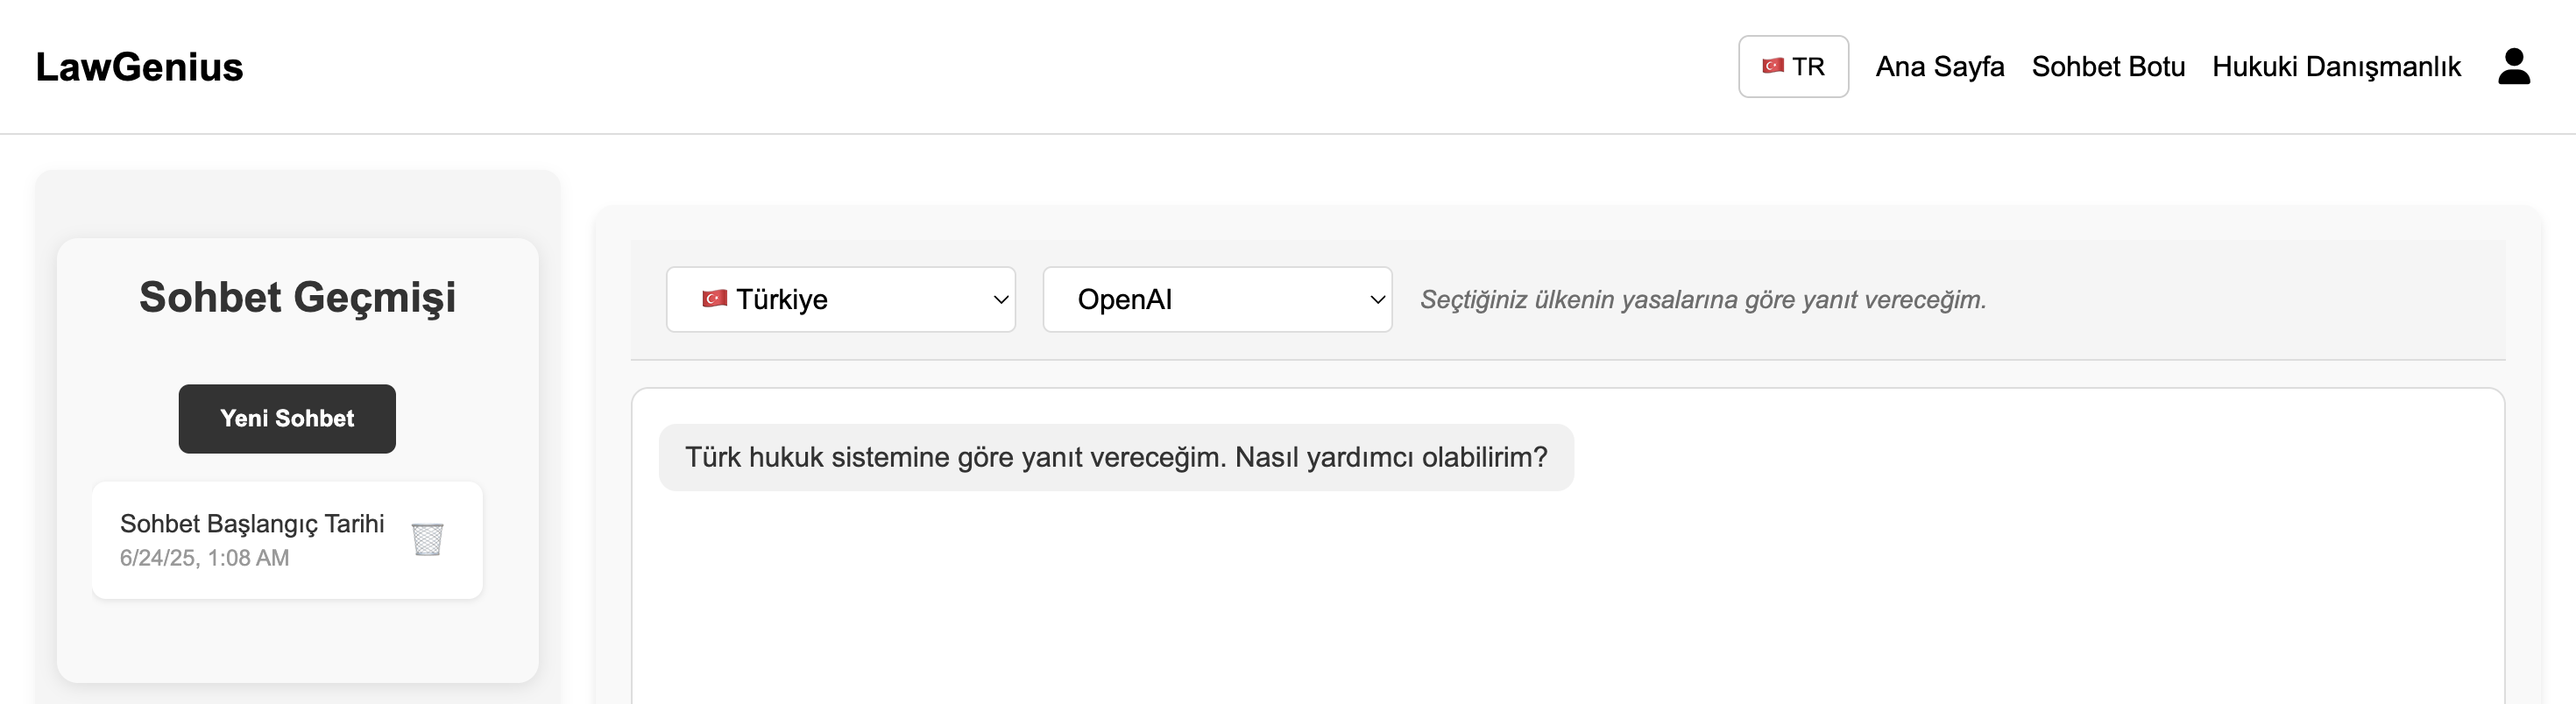 LawGenius
TR
Ana Sayfa
Sohbet Botu
Hukuki Danışmanlık
Sohbet Geçmişi
Yeni Sohbet
Sohbet Başlangıç Tarihi
6/24/25, 1:08 AM
Türkiye
OpenAI
Seçtiğiniz ülkenin yasalarına göre yanıt vereceğim.
Türk hukuk sistemine göre yanıt vereceğim. Nasıl yardımcı olabilirim?